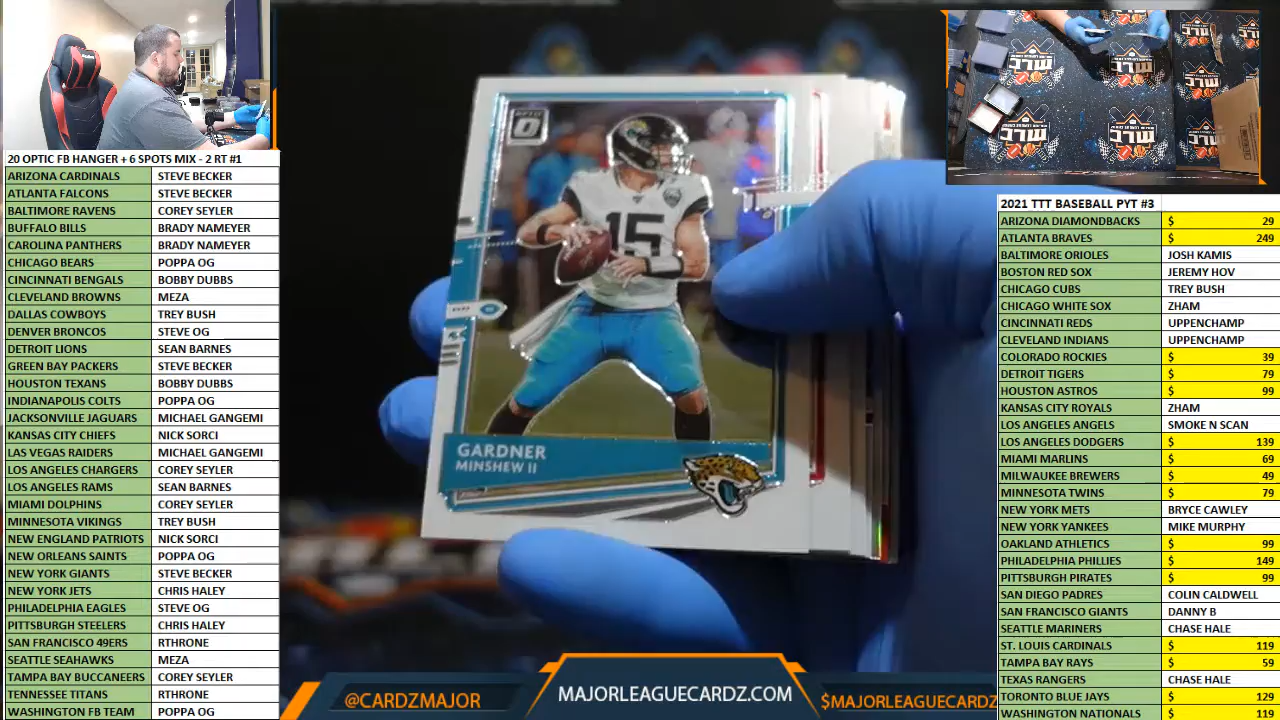 20 OPTIC FB HANGER + 6 SPOTS MIX - 2 RT #1
ARIZONA CARDINALS STEVE BECKER
ATLANTA FALCONS STEVE BECKER
BALTIMORE RAVENS COREY SEYLER
BUFFALO BILLS BRADY NAMEYER
CAROLINA PANTHERS BRADY NAMEYER
CHICAGO BEARS POPPA OG
CINCINNATI BENGALS BOBBY DUBBS
CLEVELAND BROWNS MEZA
DALLAS COWBOYS TREY BUSH
DENVER BRONCOS STEVE OG
DETROIT LIONS SEAN BARNES
GREEN BAY PACKERS STEVE BECKER
HOUSTON TEXANS BOBBY DUBBS
INDIANAPOLIS COLTS POPPA OG
JACKSONVILLE JAGUARS MICHAEL GANGEMI
KANSAS CITY CHIEFS NICK SORCI
LAS VEGAS RAIDERS MICHAEL GANGEMI
LOS ANGELES CHARGERS COREY SEYLER
LOS ANGELES RAMS SEAN BARNES
MIAMI DOLPHINS COREY SEYLER
MINNESOTA VIKINGS TREY BUSH
NEW ENGLAND PATRIOTS NICK SORCI
NEW ORLEANS SAINTS POPPA OG
NEW YORK GIANTS STEVE BECKER
NEW YORK JETS CHRIS HALEY
PHILADELPHIA EAGLES STEVE OG
PITTSBURGH STEELERS CHRIS HALEY
SAN FRANCISCO 49ERS RTHRONE
SEATTLE SEAHAWKS MEZA
TAMPA BAY BUCCANEERS COREY SEYLER
TENNESSEE TITANS RTHRONE
WASHINGTON FB TEAM POPPA OG
OPTIC
15
GARDNER
MINSHEW II
@CARDZMAJOR
MAJORLEAGUECARDZ.COM
$MAJORLEAGUECARDZ
MLC
MLC
MLC
MLC
2021 TTT BASEBALL PYT #3
ARIZONA DIAMONDBACKS $ 29
ATLANTA BRAVES $ 249
BALTIMORE ORIOLES JOSH KAMIS
BOSTON RED SOX JEREMY HOV
CHICAGO CUBS TREY BUSH
CHICAGO WHITE SOX ZHAM
CINCINNATI REDS UPPENCHAMP
CLEVELAND INDIANS UPPENCHAMP
COLORADO ROCKIES $ 39
DETROIT TIGERS $ 79
HOUSTON ASTROS $ 99
KANSAS CITY ROYALS ZHAM
LOS ANGELES ANGELS SMOKE N SCAN
LOS ANGELES DODGERS $ 139
MIAMI MARLINS $ 69
MILWAUKEE BREWERS $ 49
MINNESOTA TWINS $ 79
NEW YORK METS BRYCE CAWLEY
NEW YORK YANKEES MIKE MURPHY
OAKLAND ATHLETICS $ 99
PHILADELPHIA PHILLIES $ 149
PITTSBURGH PIRATES $ 99
SAN DIEGO PADRES COLIN CALDWELL
SAN FRANCISCO GIANTS DANNY B
SEATTLE MARINERS CHASE HALE
ST. LOUIS CARDINALS $ 119
TAMPA BAY RAYS $ 59
TEXAS RANGERS CHASE HALE
TORONTO BLUE JAYS $ 129
WASHINGTON NATIONALS $ 119